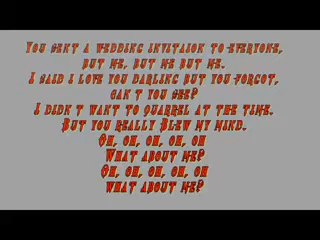 You sent a wedding invitaion to everyone,
but me, but me but me.
I said i love you darling but you forgot,
can't you see?
I didn't want to quarrel at the time.
But you really Blew my mind.
Oh, oh, oh, oh, oh
What about me?
Oh, oh, oh, oh, oh
what about me?